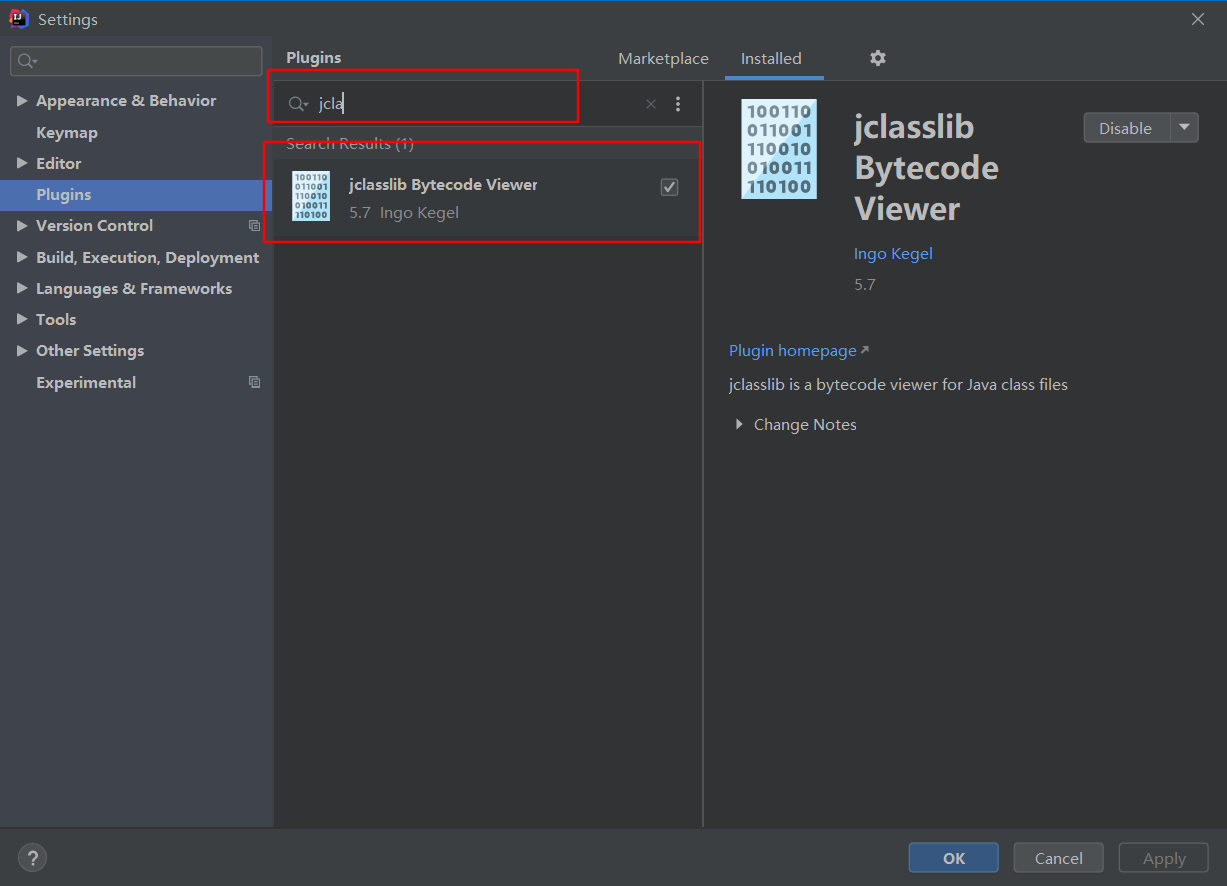 Settings
Plugins
Marketplace
Installed
jcla
Search Results (1)
jclasslib Bytecode Viewer
5.7 Ingo Kegel
Appearance & Behavior
Keymap
Editor
Plugins
Version Control
Build, Execution, Deployment
Languages & Frameworks
Tools
Other Settings
Experimental
100110
011001
110010
010011
110100
100110
011001
110010
010011
110100
jclasslib
Bytecode
Viewer
Disable
Ingo Kegel
5.7
Plugin homepage
jclasslib is a bytecode viewer for Java class files
Change Notes
?
OK
Cancel
Apply